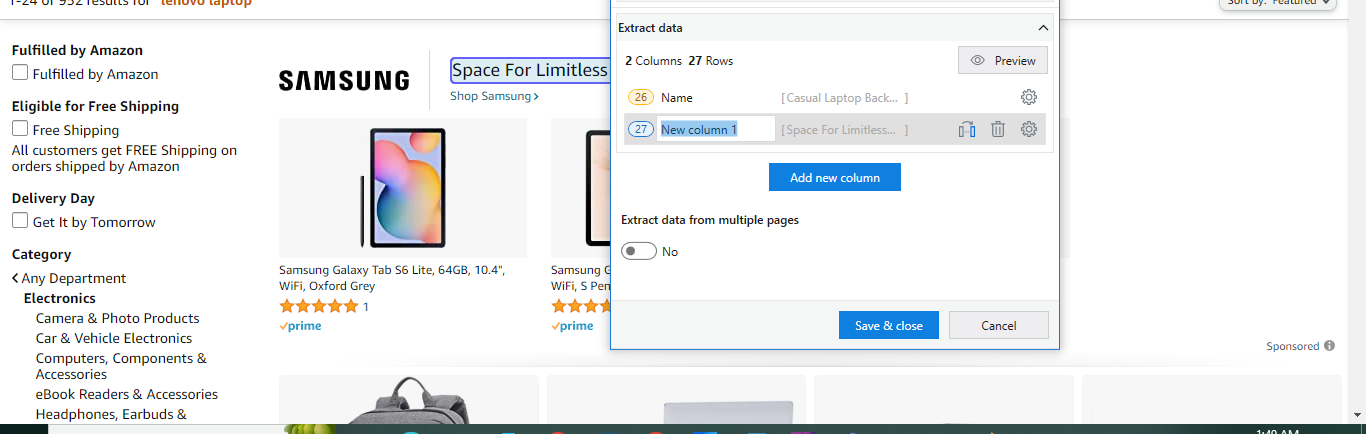 1-24 of 952 results for "lenovo laptop"
Sort by: Featured
Fulfilled by Amazon
Fulfilled by Amazon
Eligible for Free Shipping
Free Shipping
All customers get FREE Shipping on
orders shipped by Amazon
Delivery Day
Get It by Tomorrow
Category
Any Department
Electronics
Camera & Photo Products
Car & Vehicle Electronics
Computers, Components &
Accessories
eBook Readers & Accessories
Headphones, Earbuds &
SAMSUNG
Space For Limitless
Shop Samsung
Samsung Galaxy Tab S6 Lite, 64GB, 10.4",
WiFi, Oxford Grey
1
prime
Samsung G
WiFi, S Pen
prime
Extract data
2 Columns 27 Rows
Preview
26 Name [Casual Laptop Back... ]
27 New column 1 [Space For Limitless... ]
Add new column
Extract data from multiple pages
No
Save & close
Cancel
Sponsored
1:49 AM